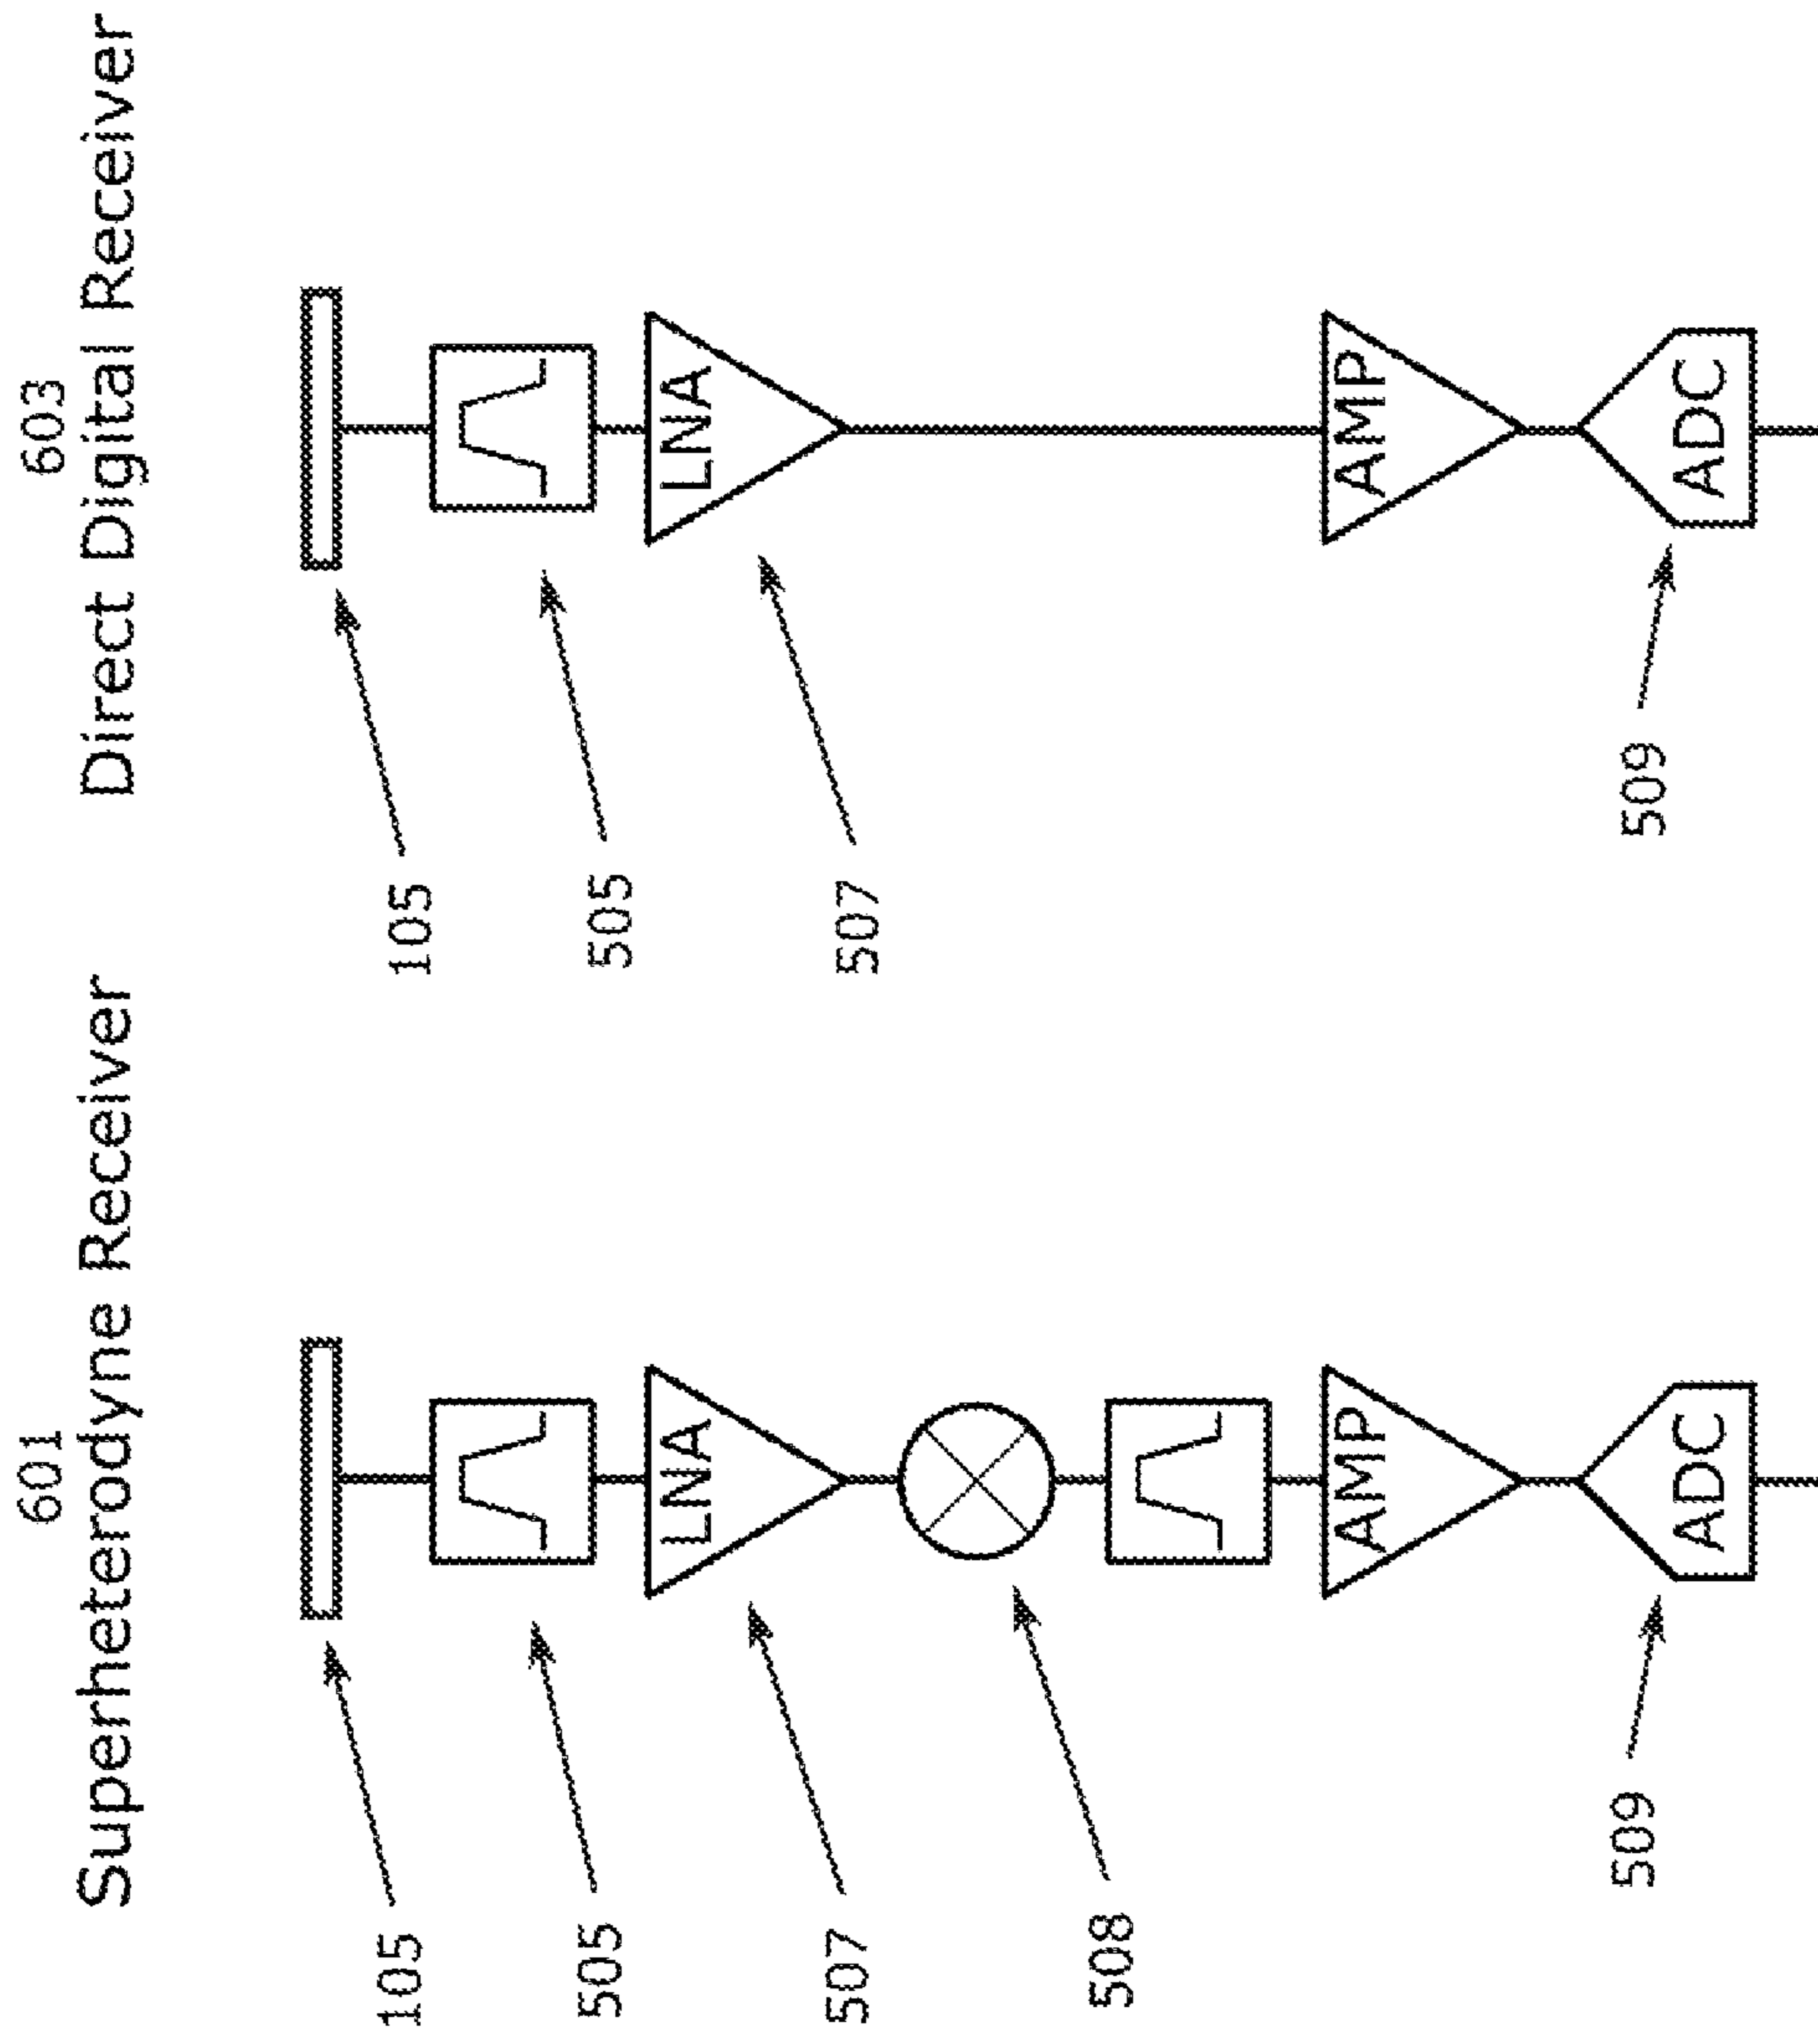 601
Superheterodyne Receiver
105
505
507
508
509
LNA
AMP
ADC
603
Direct Digital Receiver
105
505
507
509
LNA
AMP
ADC